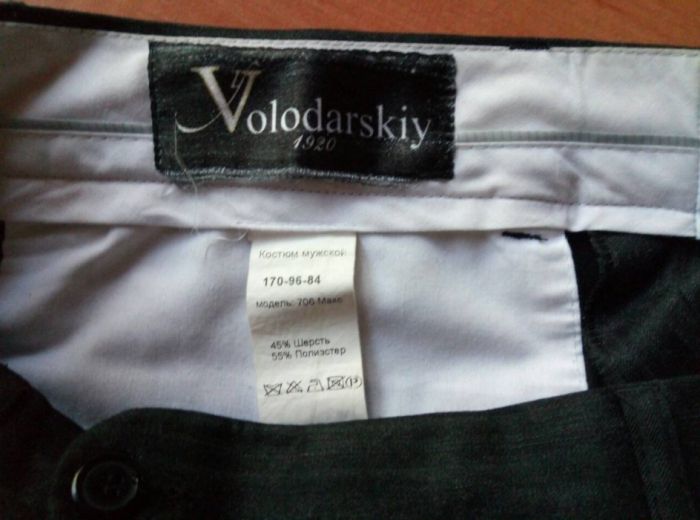 Volodarskiy
1920
Костюм мужской
170-96-84
модель: 706 Макс
45% Шерсть
55% Полиэстер
P